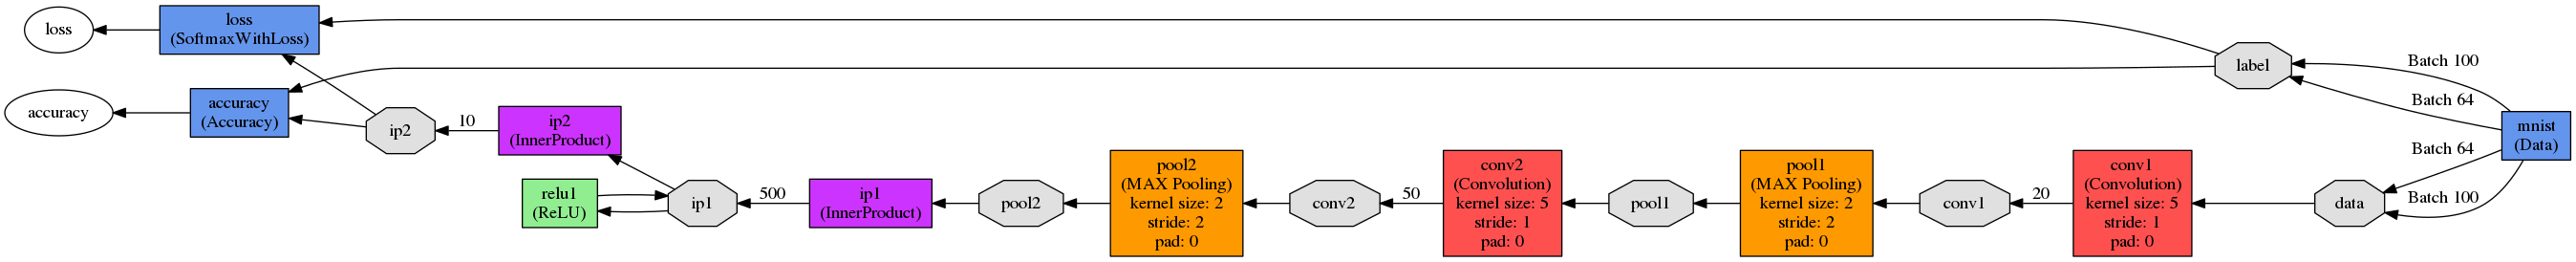 loss
loss
(SoftmaxWithLoss)
label
Batch 100
Batch 64
accuracy
accuracy
(Accuracy)
ip2
10
ip2
(InnerProduct)
mnist
(Data)
relu1
(ReLU)
ip1
500
ip1
(InnerProduct)
pool2
pool2
(MAX Pooling)
kernel size: 2
stride: 2
pad: 0
conv2
50
conv2
(Convolution)
kernel size: 5
stride: 1
pad: 0
pool1
pool1
(MAX Pooling)
kernel size: 2
stride: 2
pad: 0
conv1
20
conv1
(Convolution)
kernel size: 5
stride: 1
pad: 0
data
Batch 64
Batch 100